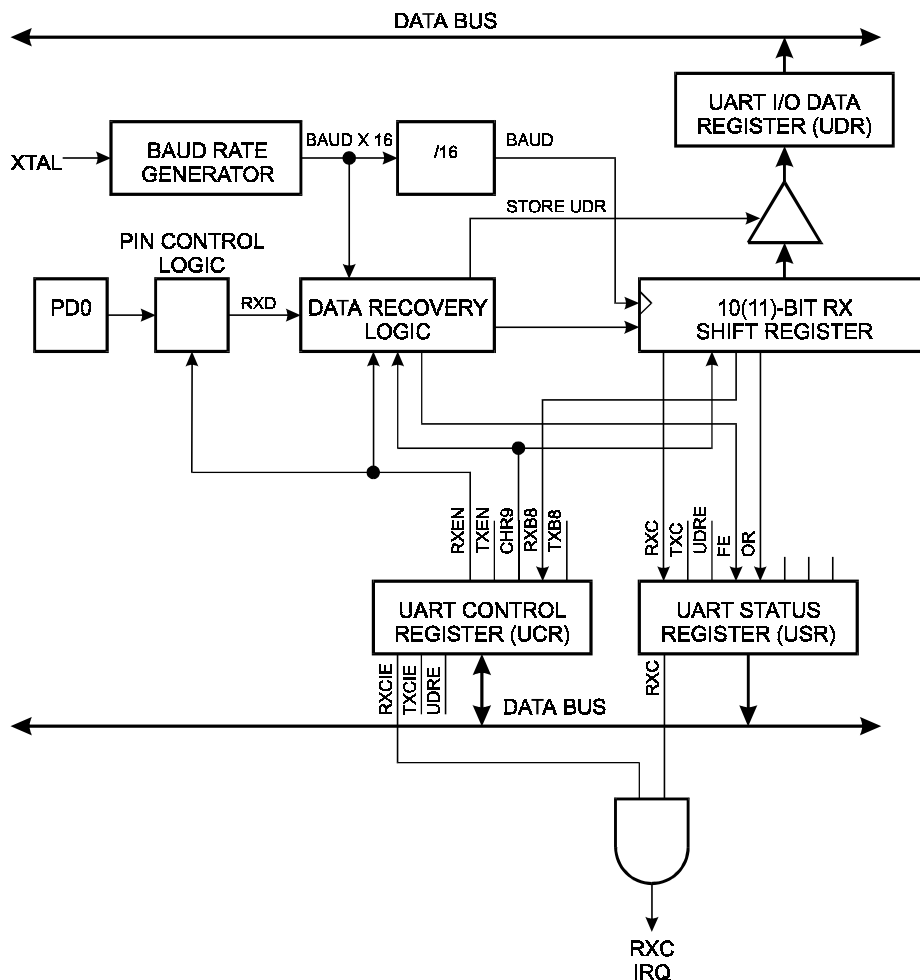 DATA BUS
UART I/O DATA
REGISTER (UDR)
XTAL
BAUD RATE
GENERATOR
BAUD X 16
/16
BAUD
STORE UDR
PIN CONTROL
LOGIC
PD0
RXD
DATA RECOVERY
LOGIC
10(11)-BIT RX
SHIFT REGISTER
RXEN
TXEN
CHR9
RXB8
TXB8
RXC
TXC
UDRE
FE
OR
UART CONTROL
REGISTER (UCR)
UART STATUS
REGISTER (USR)
RXCIE
TXCIE
UDRE
RXC
DATA BUS
RXC
IRQ